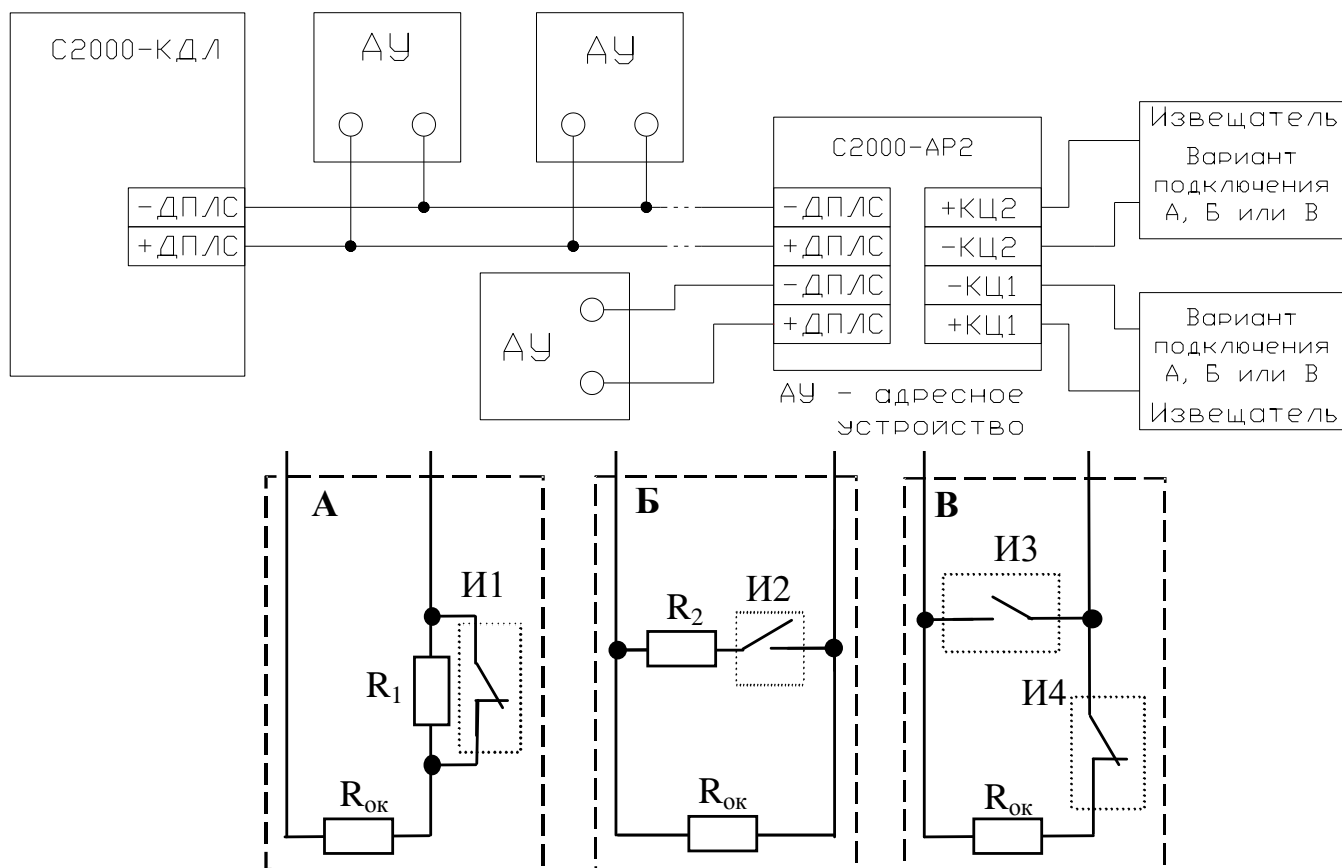 С2000-КДЛ
-ДПЛС
+ДПЛС
АУ
АУ
АУ
С2000-АР2
-ДПЛС
+ДПЛС
-ДПЛС
+ДПЛС
+КЦ2
-КЦ2
-КЦ1
+КЦ1
Извещатель
Вариант
подключения
А, Б или В
Вариант
подключения
А, Б или В
Извещатель
АУ - адресное
устройство
А
И1
R₁
Rок
Б
R₂
И2
Rок
В
И3
И4
Rок